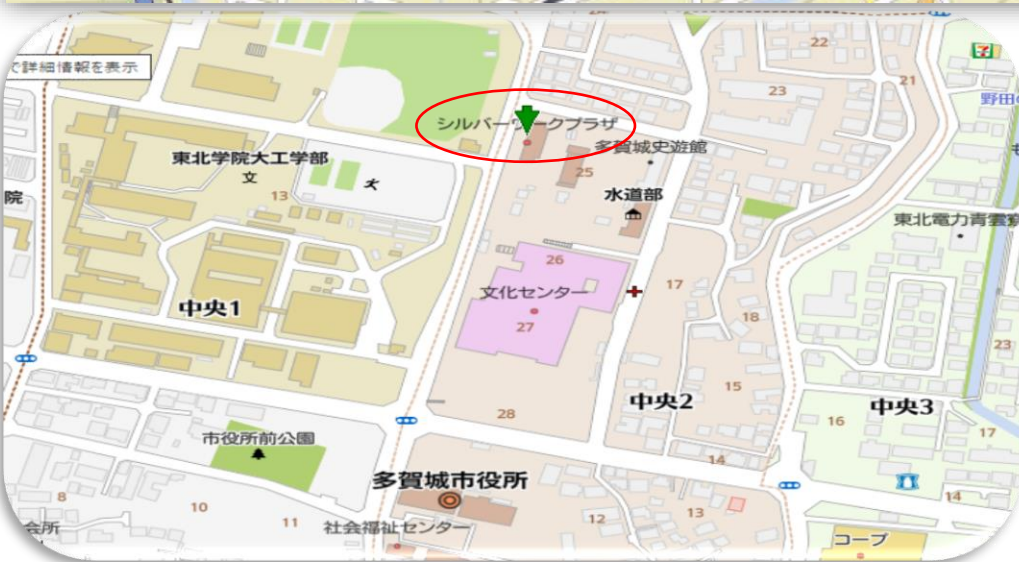 で詳細情報を表示
22
21
23
シルバーワークプラザ
多賀城史遊館
25
東北学院大工学部
文
13
大
院
水道部
東北電力青雲寮
26
文化センター
27
17
18
中央1
23
15
中央2
中央3
28
16
17
市役所前公園
14
多賀城市役所
8
10
11
社会福祉センター
12
13
14
会所
コープ